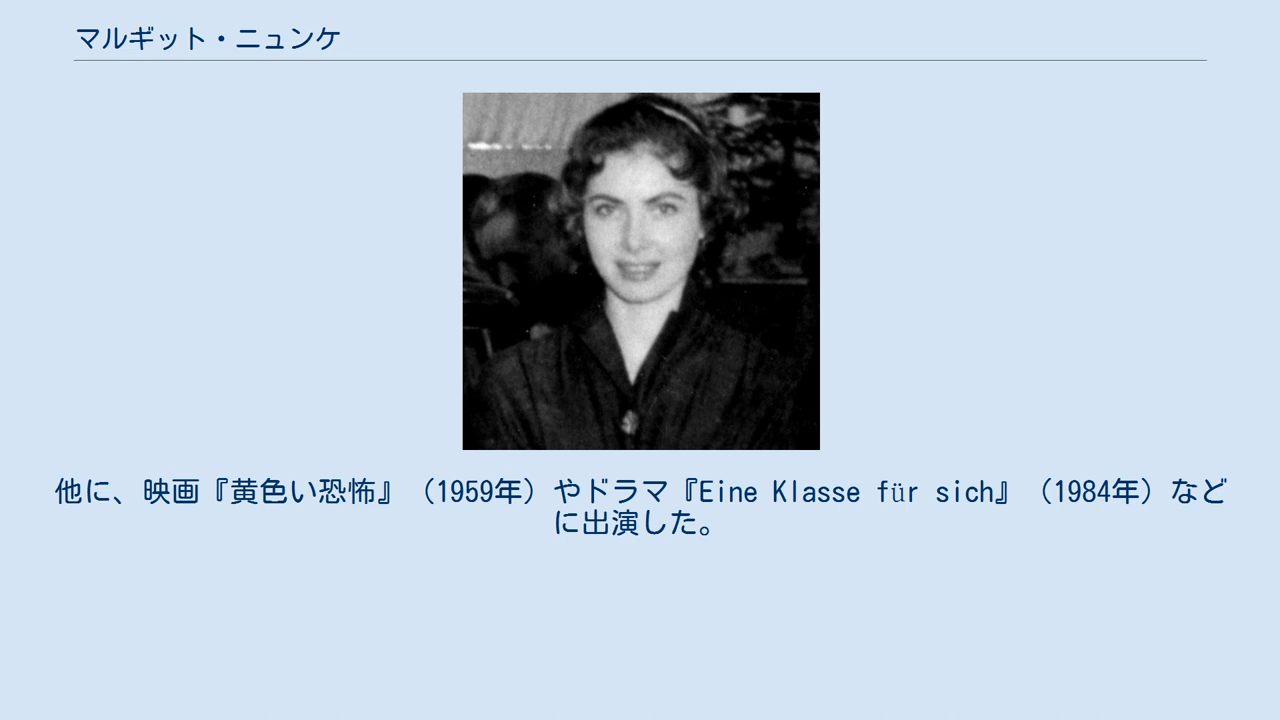 マルギット・ニュンケ
他に、映画『黄色い恐怖』（1959年）やドラマ『Eine Klasse für sich』（1984年）など
に出演した。